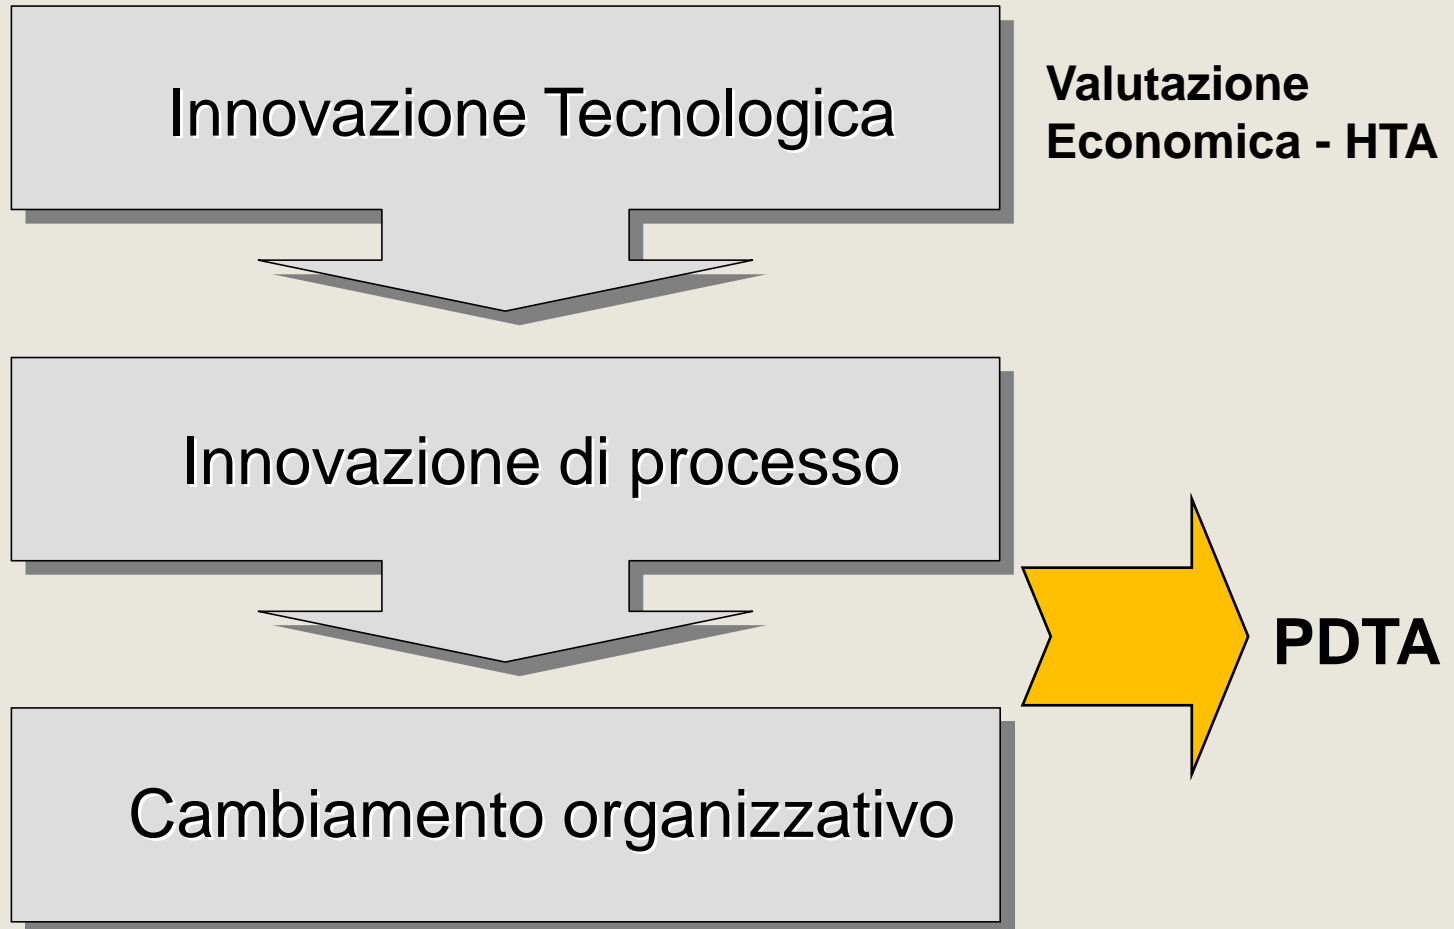 Innovazione Tecnologica
Valutazione
Economica - HTA
Innovazione di processo
PDTA
Cambiamento organizzativo